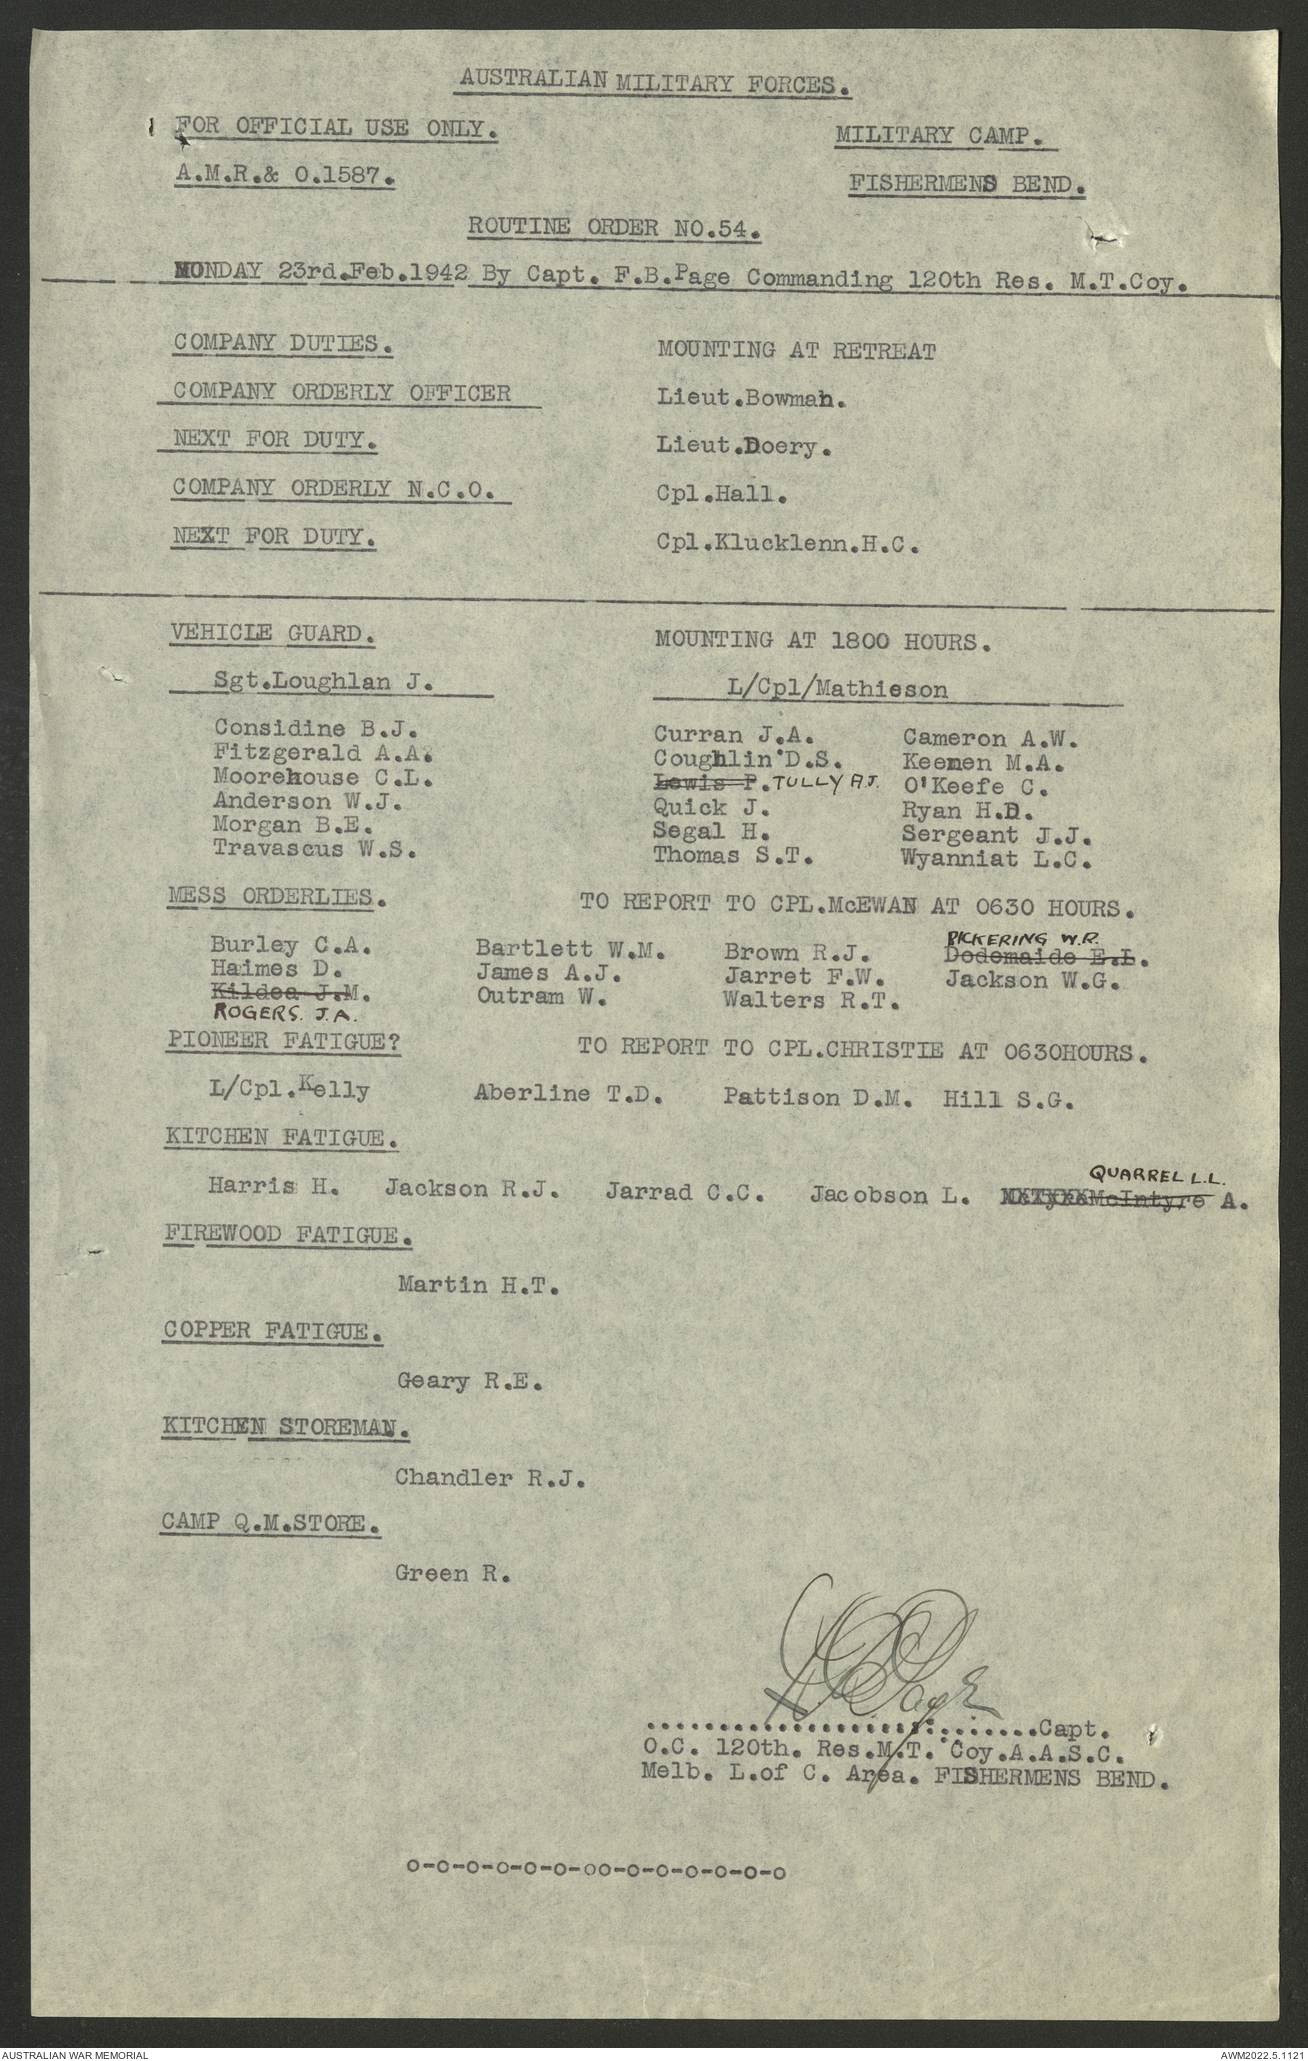 AUSTRALIAN MILITARY FORCES.
FOR OFFICIAL USE ONLY. MILITARY CAMP.
A.M.R.& O.1587. FISHERMENS BEND.
ROUTINE ORDER NO.54.
MONDAY 23rd.Feb.1942 By Capt. F.B.Page Commanding 120th Res. M.T.Coy.
COMPANY DUTIES. MOUNTING AT RETREAT
COMPANY ORDERLY OFFICER Lieut.Bowman.
NEXT FOR DUTY. Lieut.Doery.
COMPANY ORDERLY N.C.O. Cpl.Hall.
NEXT FOR DUTY. Cpl.Klucklenn.H.C.
VEHICLE GUARD. MOUNTING AT 1800 HOURS.
Sgt.Loughlan J. L/Cpl/Mathieson
Considine B.J. Curran J.A. Cameron A.W.
Fitzgerald A.A. Coughlin D.S. Keenen M.A.
Moorehouse C.L. Lewis P. TULLY A.J. O'Keefe C.
Anderson W.J. Quick J. Ryan H.D.
Morgan B.E. Segal H. Sergeant J.J.
Travascus W.S. Thomas S.T. Wyanniat L.C.
MESS ORDERLIES. TO REPORT TO CPL.McEWAN AT 0630 HOURS.
PICKERING W.R.
Burley C.A. Bartlett W.M. Brown R.J. Dodemaide E.L.
Haimes D. James A.J. Jarret F.W. Jackson W.G.
Kildea J.M. Outram W. Walters R.T.
ROGERS. J.A.
PIONEER FATIGUE? TO REPORT TO CPL.CHRISTIE AT 0630HOURS.
L/Cpl.Kelly Aberline T.D. Pattison D.M. Hill S.G.
KITCHEN FATIGUE.
QUARREL L.L.
Harris H. Jackson R.J. Jarrad C.C. Jacobson L. McIntyre A.
FIREWOOD FATIGUE.
Martin H.T.
COPPER FATIGUE.
Geary R.E.
KITCHEN STOREMAN.
Chandler R.J.
CAMP Q.M.STORE.
Green R.
F.B.Page
...........................Capt.
O.C. 120th. Res.M.T. Coy.A.A.S.C.
Melb. L.of C. Area. FISHERMENS BEND.
o-o-o-o-o-o-oo-o-o-o-o-o-o
AUSTRALIAN WAR MEMORIAL AWM2022.5.1121